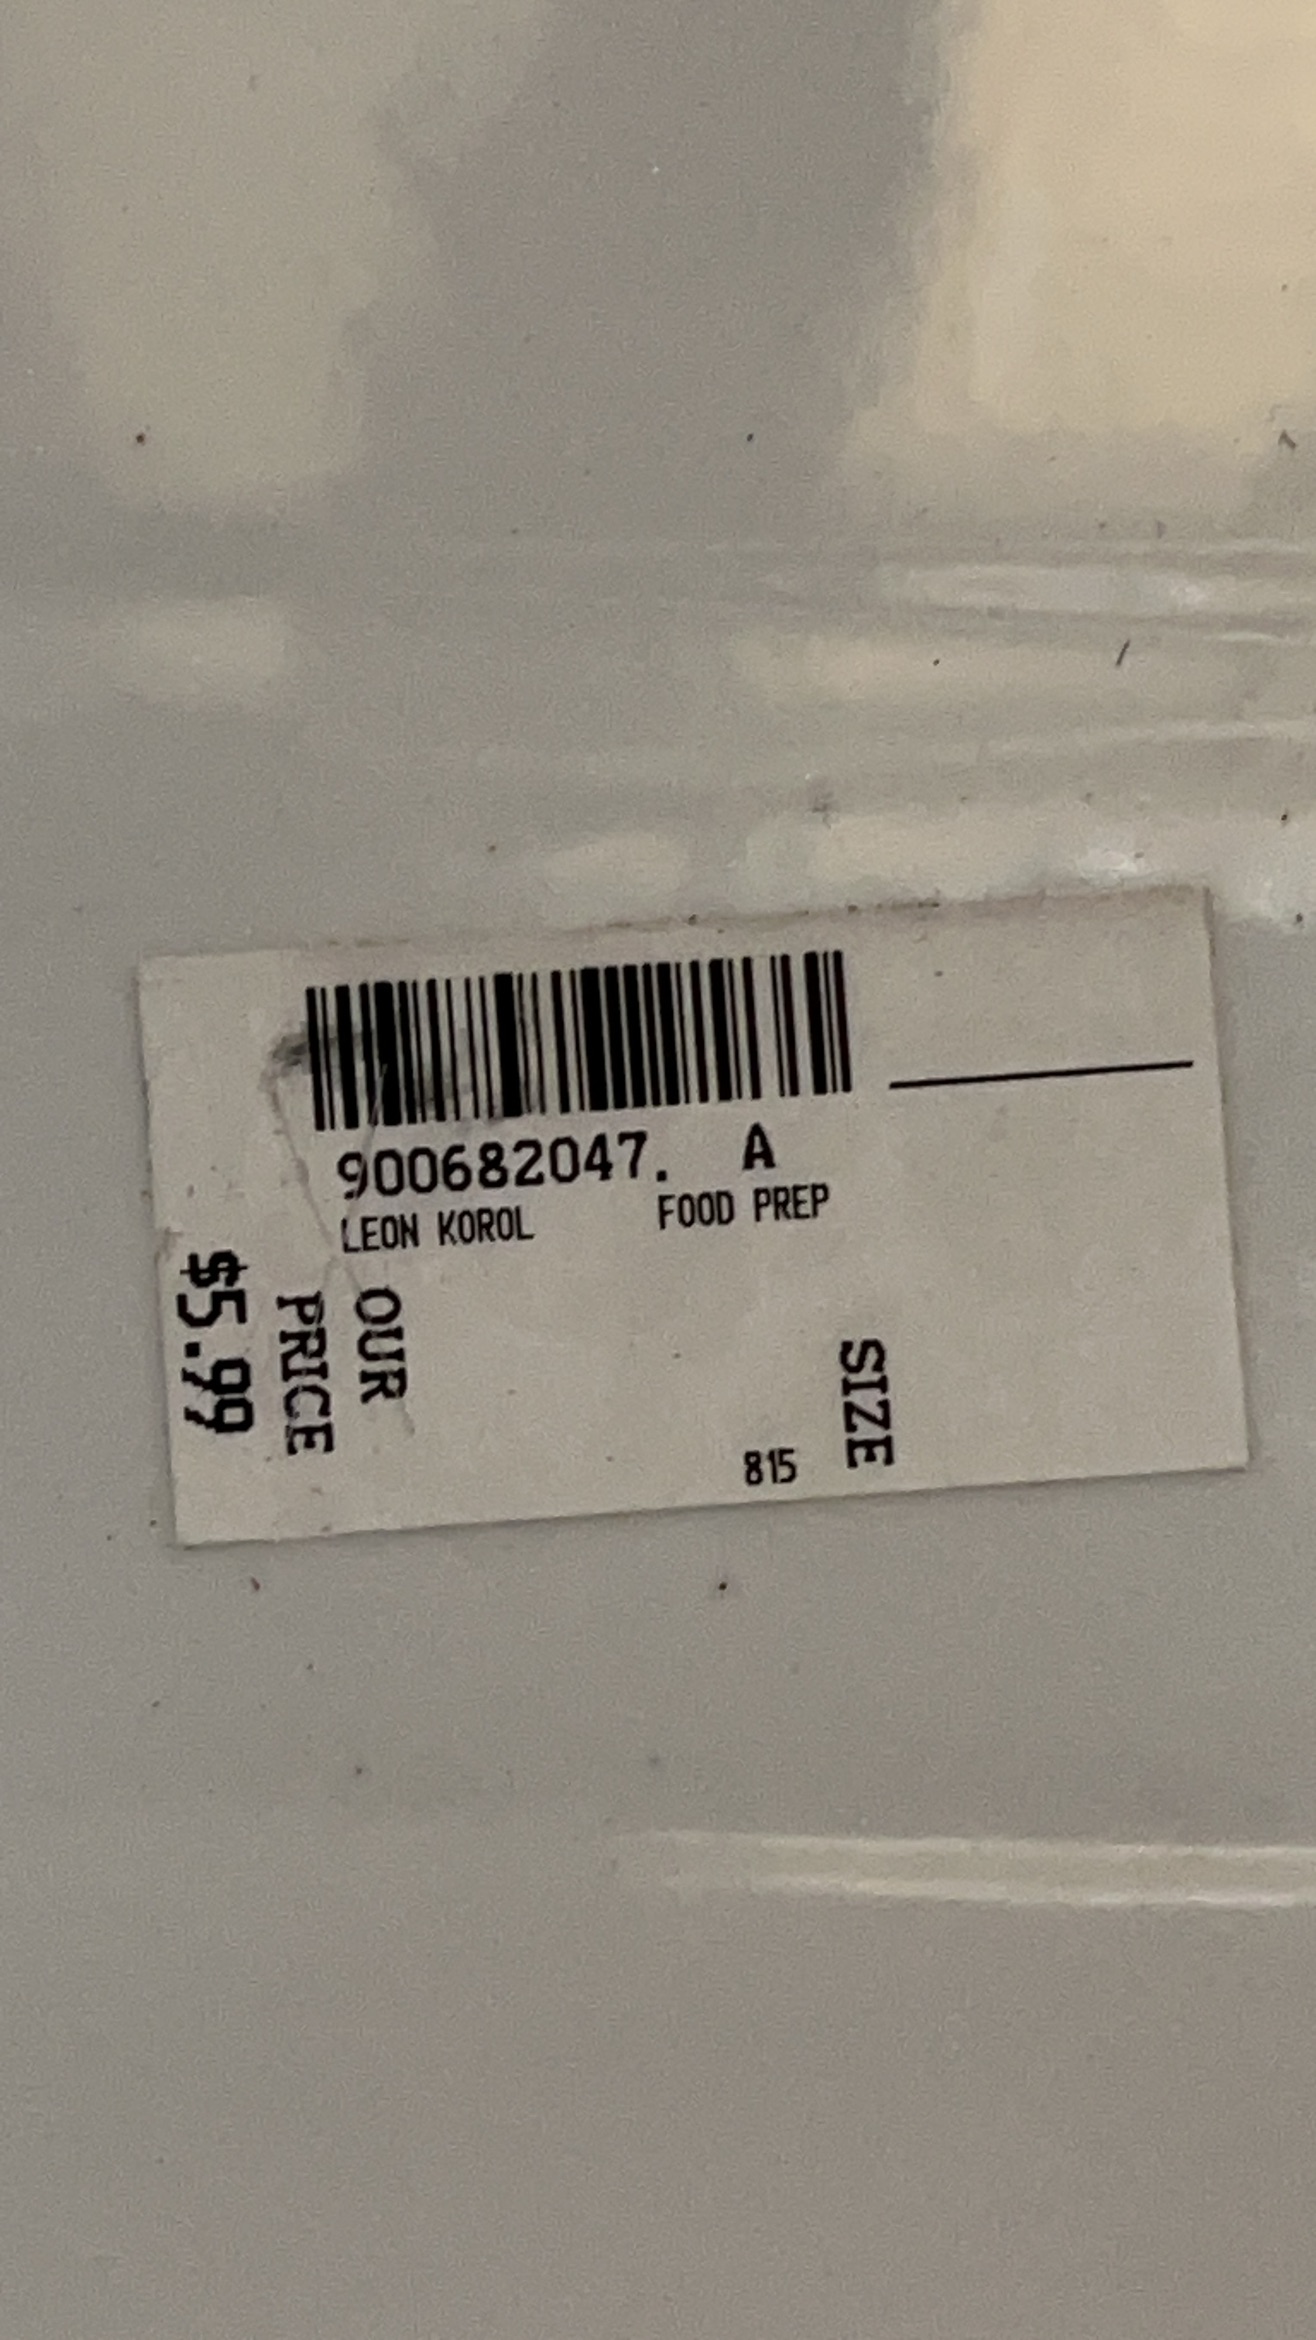 900682047. A
LEON KOROL FOOD PREP
OUR
PRICE
$5.99
SIZE
815